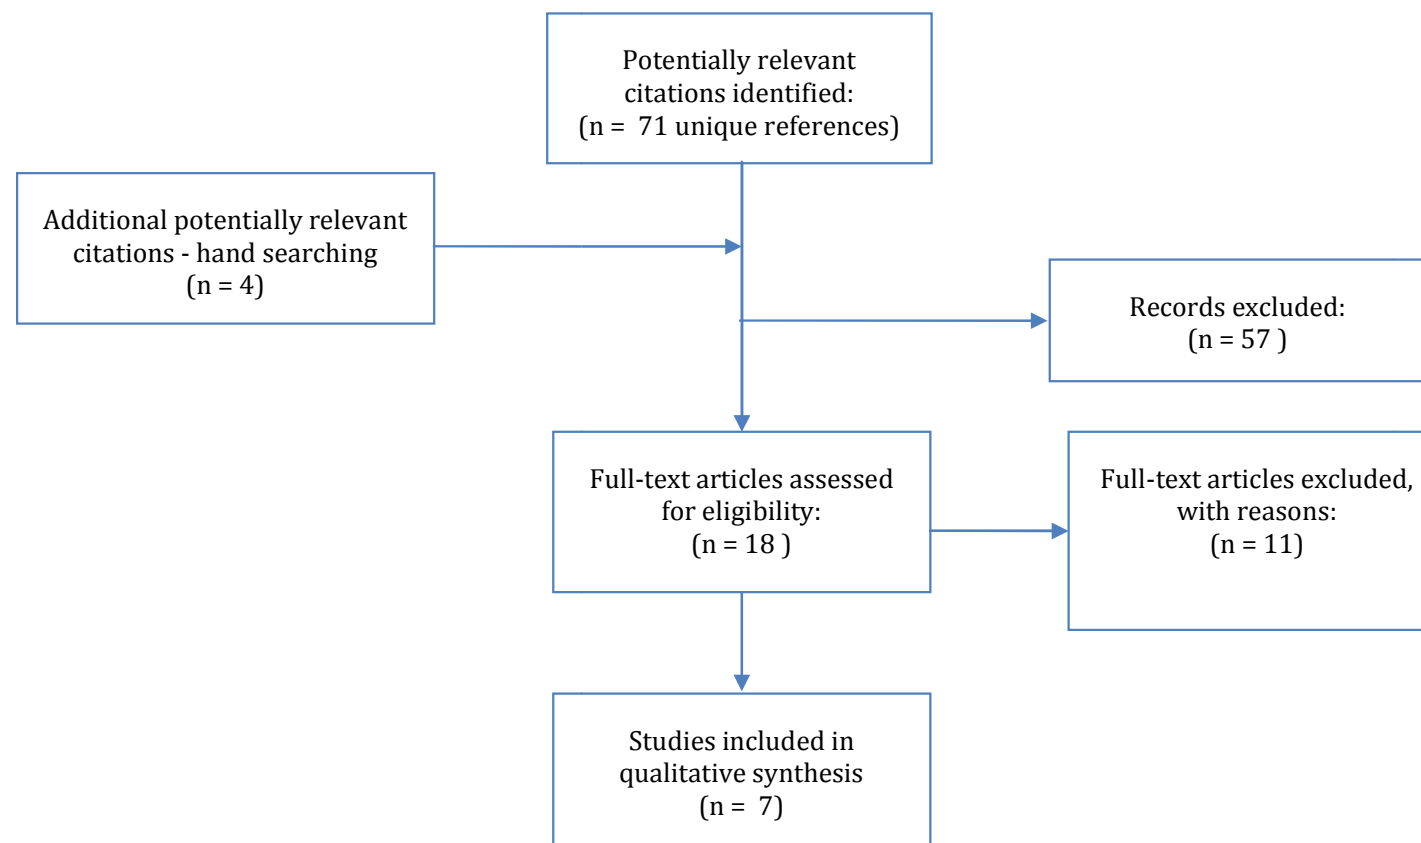 Potentially relevant
citations identified:
(n =  71 unique references)
Additional potentially relevant
citations - hand searching
(n = 4)
Records excluded:
(n = 57 )
Full-text articles assessed
for eligibility:
(n = 18 )
Full-text articles excluded,
with reasons:
(n = 11)
Studies included in
qualitative synthesis
(n =  7)